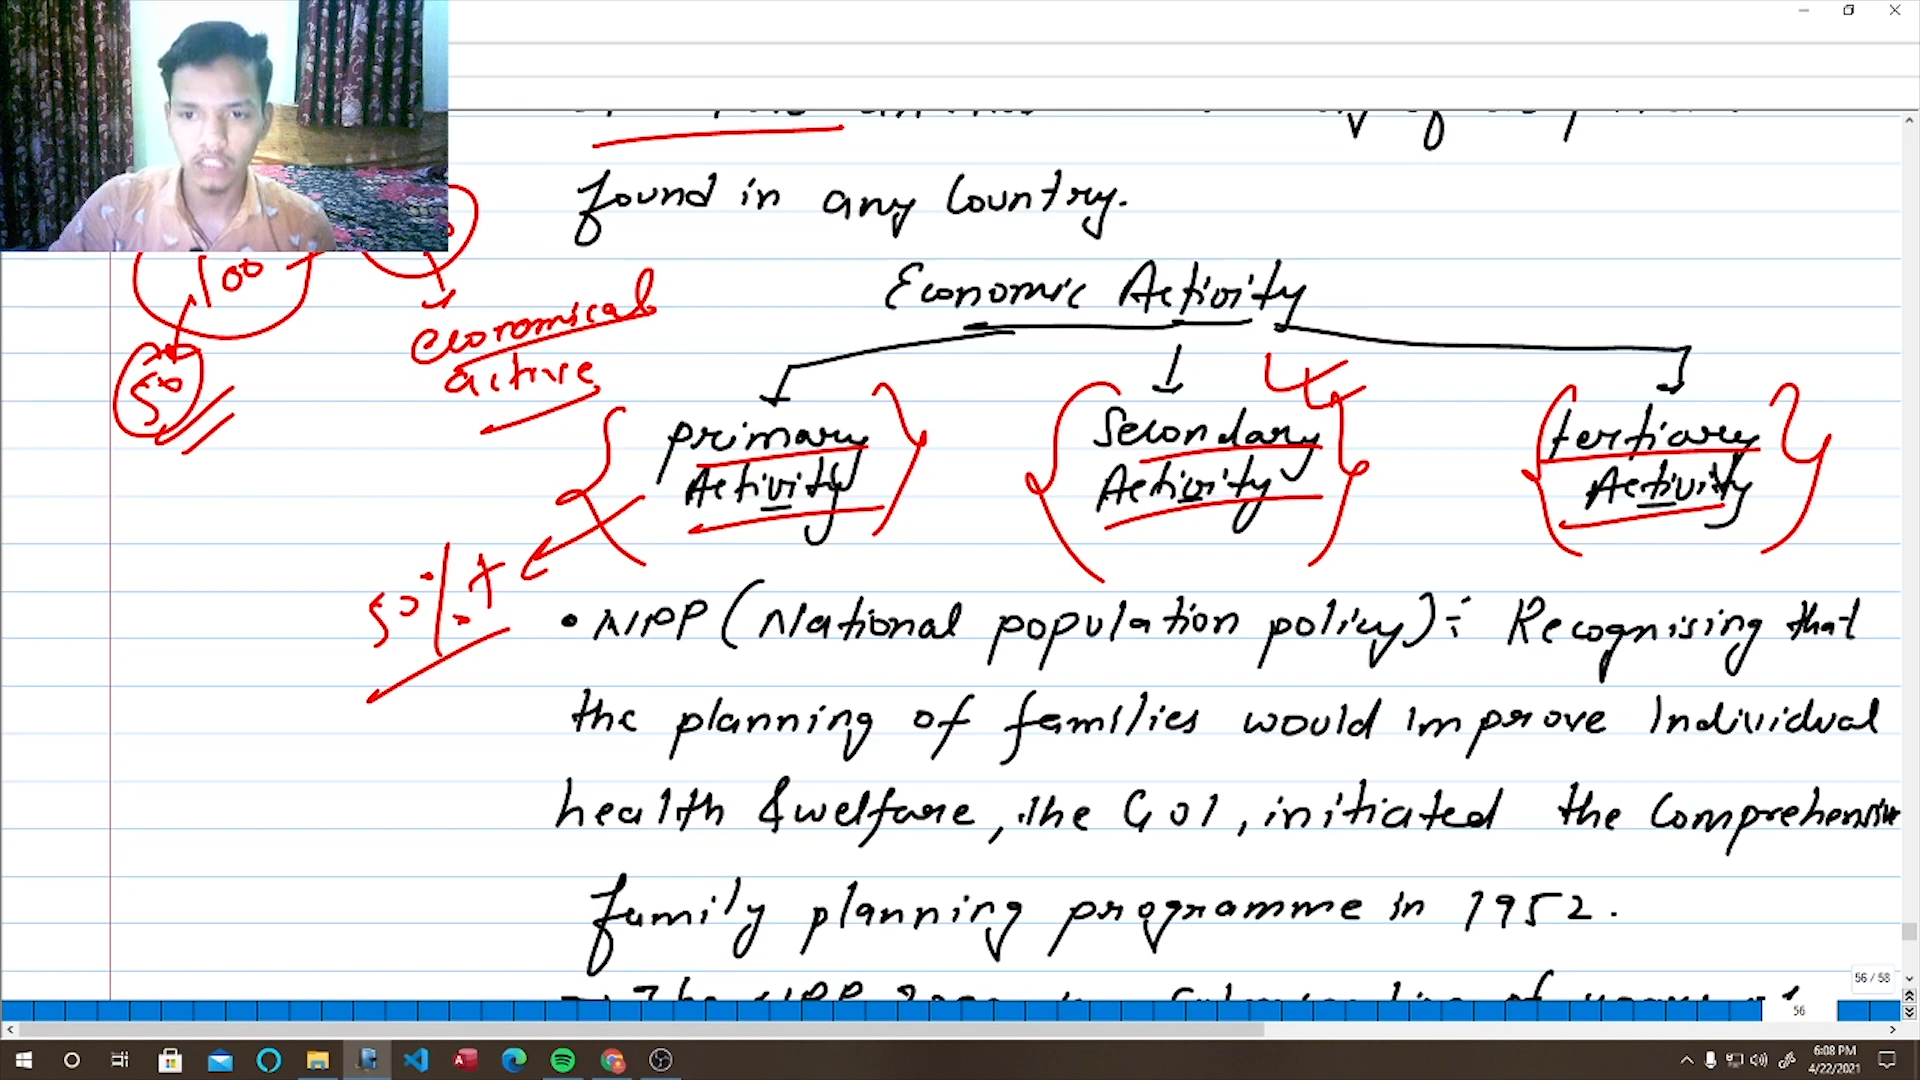 found in any Country.
Economic Activity
100
50
economical
active
primary
Activity
Secondary
Activity
tertiary
Activity
50%+
• NPP (National population policy) ÷ Recognising that
the planning of families would improve Individual
health & welfare, the GOI, initiated the Comprehensive
family planning programme in 1952.
56 / 58
56
6:08 PM
4/22/2021